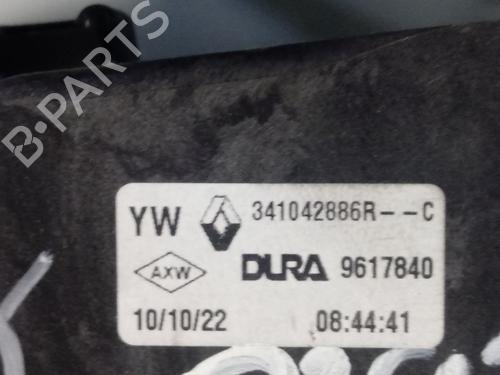 B-PARTS
YW 341042886R--C
AXW DURA 9617840
10/10/22 08:44:41